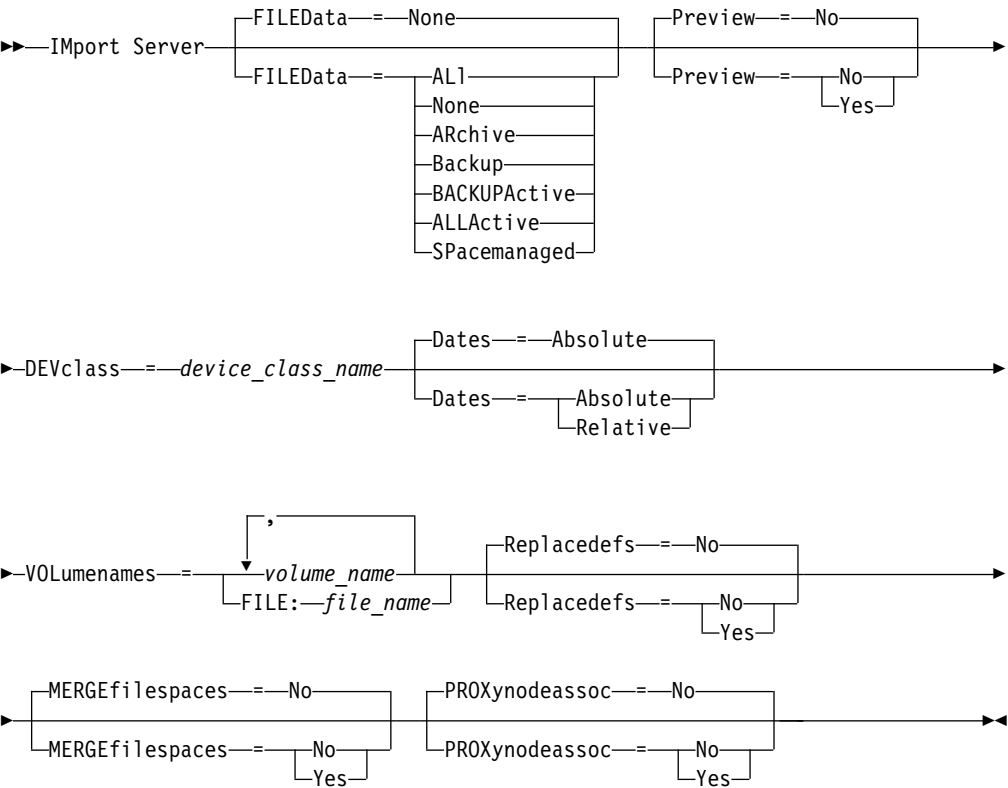 FILEData = None Preview = No
IMport Server
FILEData = ALl Preview = No
None Yes
ARchive
Backup
BACKUPActive
ALLActive
SPacemanaged
Dates = Absolute
DEVclass = device_class_name
Dates = Absolute
Relative
,
Replacedefs = No
VOLumenames = volume_name
FILE: file_name Replacedefs = No
Yes
MERGEfilespaces = No PROXynodeassoc = No
MERGEfilespaces = No PROXynodeassoc = No
Yes Yes